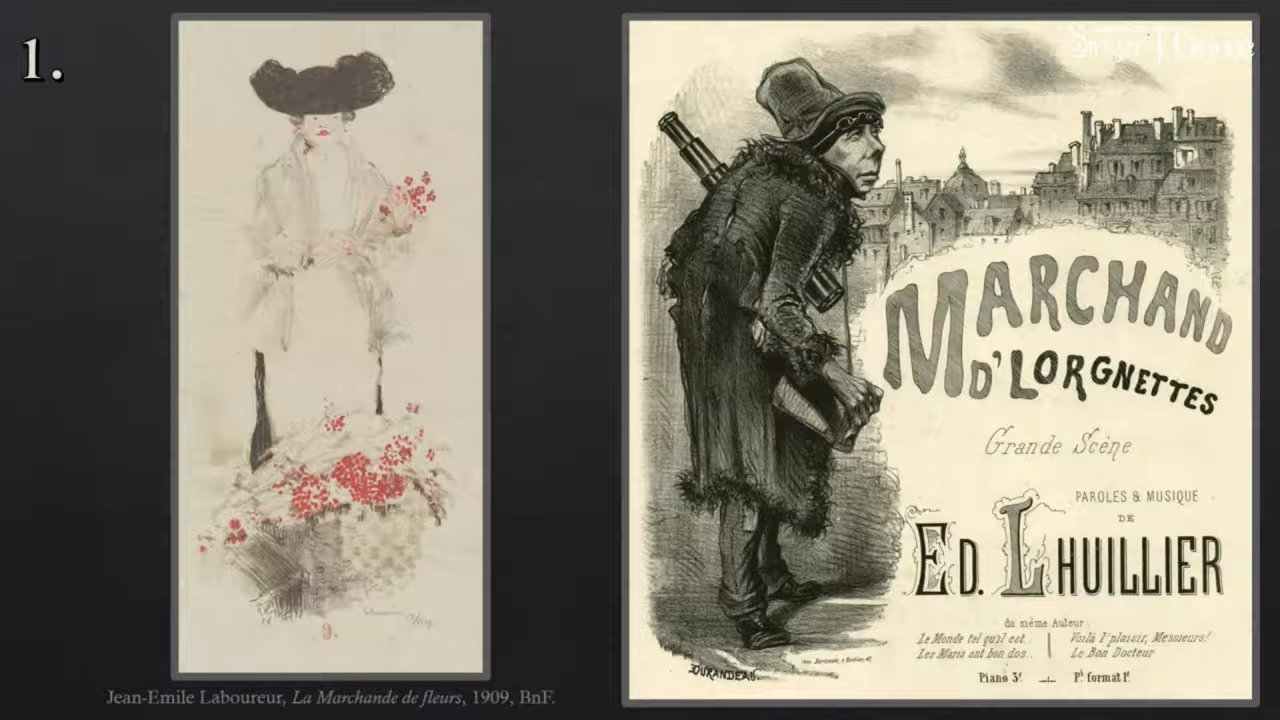 1.
Jean-Emile Laboureur, La Marchande de fleurs, 1909, BnF.
MARCHAND
D'LORGNETTES
Grande Scène
PAROLES & MUSIQUE
DE
ED. LHUILLIER
du même Auteur
Le Monde tel qu'il est..
Les Maris ont bon dos..
Voilà l'plaisir, Messieurs!
Le Bon Docteur
Piano 3f
Pt format 1f
DURANDEAU.